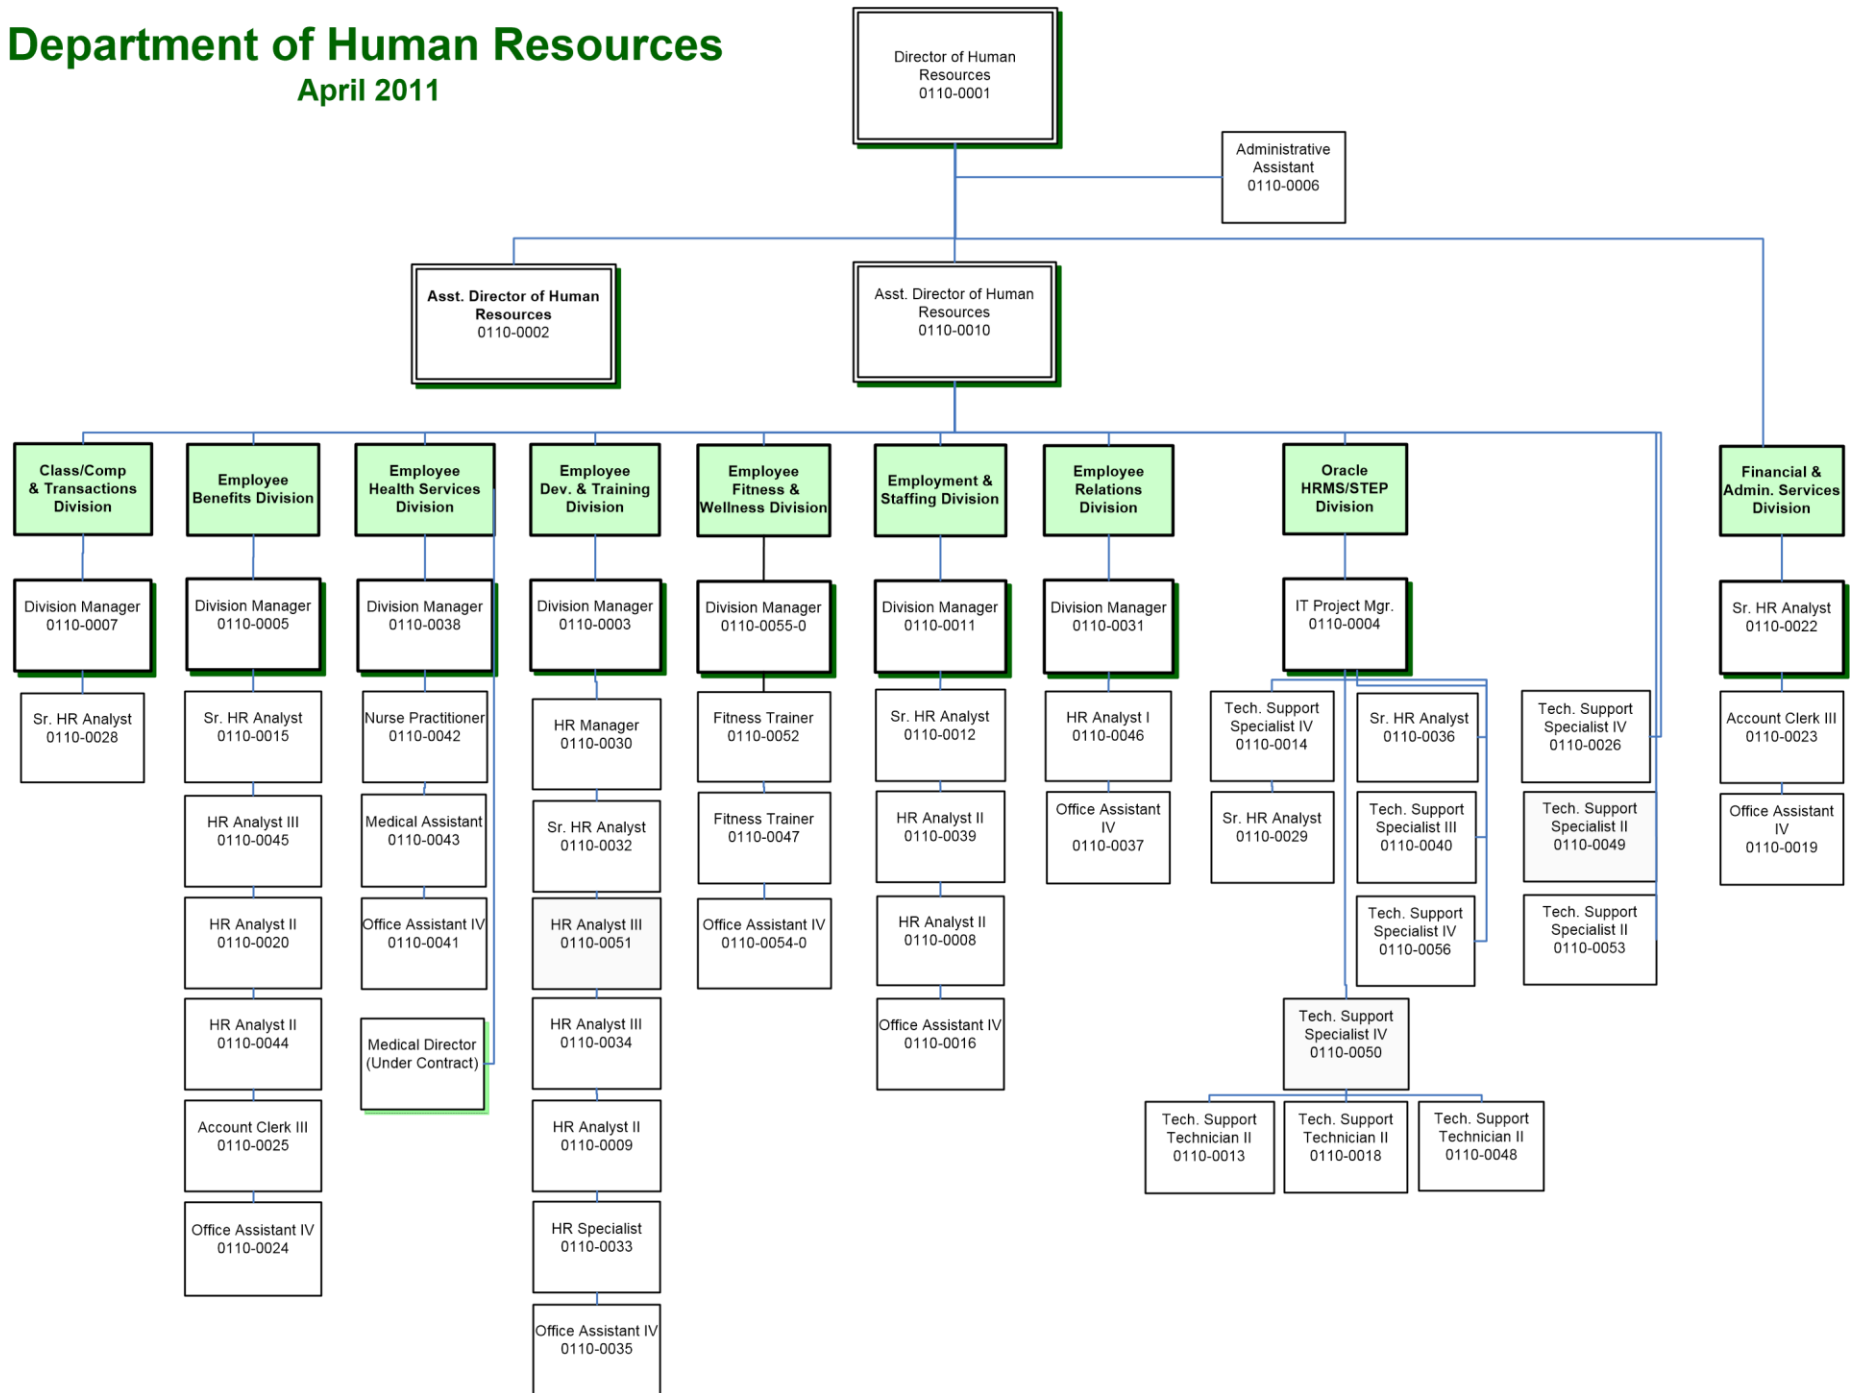 Department of Human Resources
April 2011
Director of Human
Resources
0110-0001
Administrative
Assistant
0110-0006
Asst. Director of Human
Resources
0110-0002
Asst. Director of Human
Resources
0110-0010
Class/Comp
& Transactions
Division
Employee
Benefits Division
Employee
Health Services
Division
Employee
Dev. & Training
Division
Employee
Fitness &
Wellness Division
Employment &
Staffing Division
Employee
Relations
Division
Oracle
HRMS/STEP
Division
Financial &
Admin. Services
Division
Division Manager
0110-0007
Division Manager
0110-0005
Division Manager
0110-0038
Division Manager
0110-0003
Division Manager
0110-0055-0
Division Manager
0110-0011
Division Manager
0110-0031
IT Project Mgr.
0110-0004
Sr. HR Analyst
0110-0022
Sr. HR Analyst
0110-0028
Sr. HR Analyst
0110-0015
HR Analyst III
0110-0045
HR Analyst II
0110-0020
HR Analyst II
0110-0044
Account Clerk III
0110-0025
Office Assistant IV
0110-0024
Nurse Practitioner
0110-0042
Medical Assistant
0110-0043
Office Assistant IV
0110-0041
Medical Director
(Under Contract)
HR Manager
0110-0030
Sr. HR Analyst
0110-0032
HR Analyst III
0110-0051
HR Analyst III
0110-0034
HR Analyst II
0110-0009
HR Specialist
0110-0033
Office Assistant IV
0110-0035
Fitness Trainer
0110-0052
Fitness Trainer
0110-0047
Office Assistant IV
0110-0054-0
Sr. HR Analyst
0110-0012
HR Analyst II
0110-0039
HR Analyst II
0110-0008
Office Assistant IV
0110-0016
HR Analyst I
0110-0046
Office Assistant
IV
0110-0037
Tech. Support
Specialist IV
0110-0014
Sr. HR Analyst
0110-0029
Sr. HR Analyst
0110-0036
Tech. Support
Specialist III
0110-0040
Tech. Support
Specialist IV
0110-0056
Tech. Support
Specialist IV
0110-0026
Tech. Support
Specialist II
0110-0049
Tech. Support
Specialist II
0110-0053
Tech. Support
Specialist IV
0110-0050
Tech. Support
Technician II
0110-0013
Tech. Support
Technician II
0110-0018
Tech. Support
Technician II
0110-0048
Account Clerk III
0110-0023
Office Assistant
IV
0110-0019